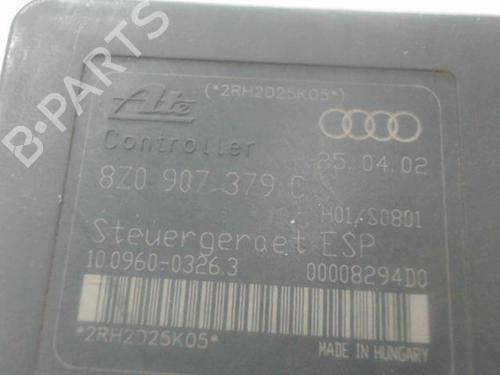 B-PARTS
(*2RH2D25K05*)
Ate
Controller
25.04.02
8Z0 907 379 C
H01/S0801
Steuergeraet ESP
10.0960-0326.3
00008294D0
*2RH2D25K05*
MADE IN HUNGARY